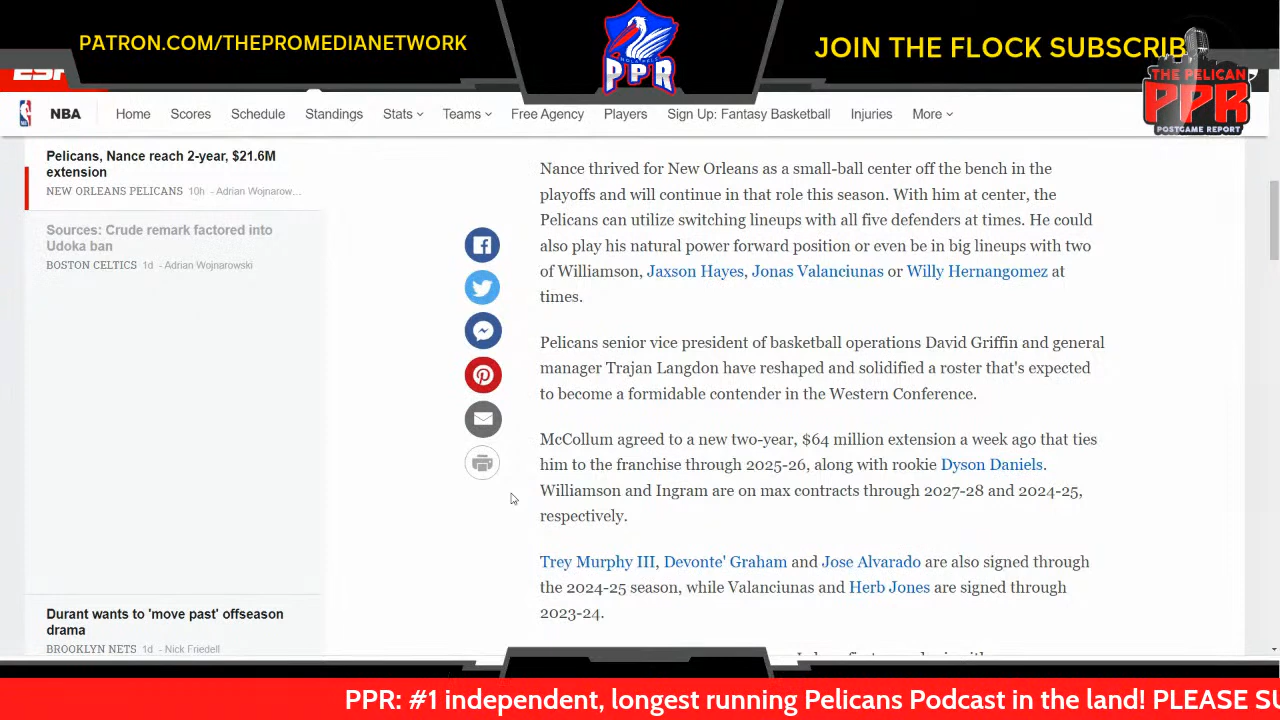 PATRON.COM/THEPROMEDIANETWORK
PPR
JOIN THE FLOCK SUBSCRIB
THE PELICAN
PPR
POSTGAME REPORT
NBA
Home
Scores
Schedule
Standings
Stats
Teams
Free Agency
Players
Sign Up: Fantasy Basketball
Injuries
More
Pelicans, Nance reach 2-year, $21.6M
extension
NEW ORLEANS PELICANS 10h - Adrian Wojnarow...
Sources: Crude remark factored into
Udoka ban
BOSTON CELTICS 1d - Adrian Wojnarowski
Durant wants to 'move past' offseason
drama
BROOKLYN NETS 1d - Nick Friedell
Nance thrived for New Orleans as a small-ball center off the bench in the
playoffs and will continue in that role this season. With him at center, the
Pelicans can utilize switching lineups with all five defenders at times. He could
also play his natural power forward position or even be in big lineups with two
of Williamson, Jaxson Hayes, Jonas Valanciunas or Willy Hernangomez at
times.
Pelicans senior vice president of basketball operations David Griffin and general
manager Trajan Langdon have reshaped and solidified a roster that's expected
to become a formidable contender in the Western Conference.
McCollum agreed to a new two-year, $64 million extension a week ago that ties
him to the franchise through 2025-26, along with rookie Dyson Daniels.
Williamson and Ingram are on max contracts through 2027-28 and 2024-25,
respectively.
Trey Murphy III, Devonte' Graham and Jose Alvarado are also signed through
the 2024-25 season, while Valanciunas and Herb Jones are signed through
2023-24.
PPR: #1 independent, longest running Pelicans Podcast in the land! PLEASE SU